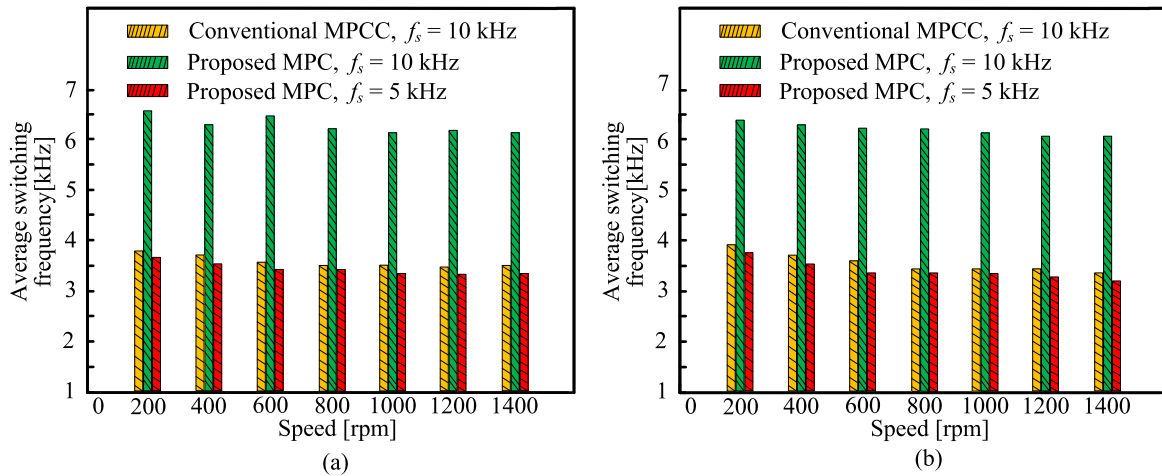 Conventional MPCC, fs = 10 kHz
Proposed MPC, fs = 10 kHz
Proposed MPC, fs = 5 kHz
Average switching
frequency[kHz]
7
6
5
4
3
2
1
0 200 400 600 800 1000 1200 1400
Speed [rpm]
(a)
Conventional MPCC, fs = 10 kHz
Proposed MPC, fs = 10 kHz
Proposed MPC, fs = 5 kHz
Average switching
frequency[kHz]
7
6
5
4
3
2
1
0 200 400 600 800 1000 1200 1400
Speed [rpm]
(b)